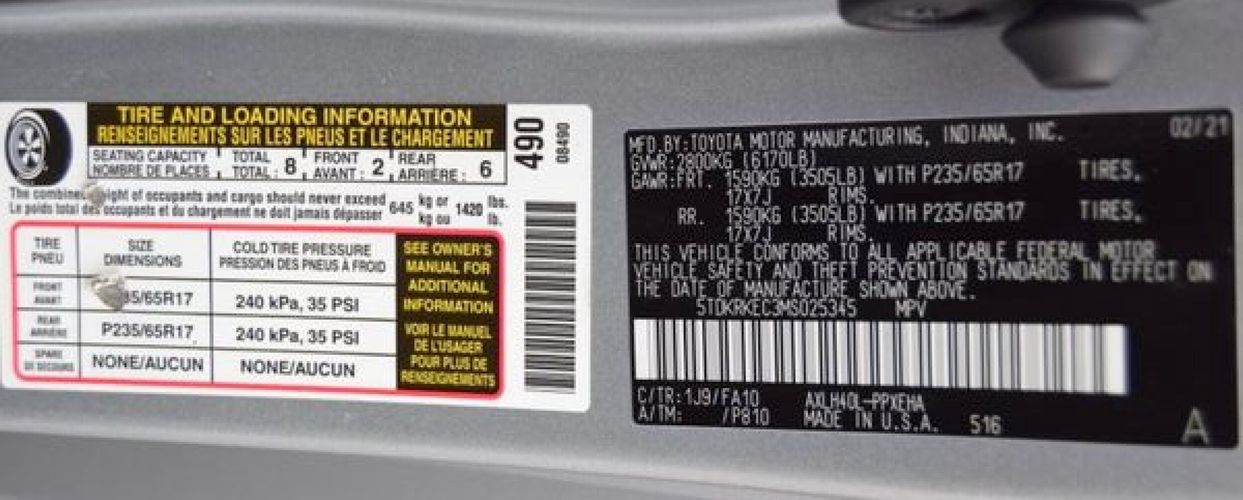 TIRE AND LOADING INFORMATION
RENSEIGNEMENTS SUR LES PNEUS ET LE CHARGEMENT
SEATING CAPACITY
NOMBRE DE PLACES
TOTAL
TOTAL : 8
FRONT
AVANT : 2
REAR
ARRIÈRE : 6
The combined weight of occupants and cargo should never exceed 645 kg or 1420 lbs.
Le poids total des occupants et du chargement ne doit jamais dépasser 645 kg ou 1420 lb.
TIRE
PNEU
SIZE
DIMENSIONS
COLD TIRE PRESSURE
PRESSION DES PNEUS À FROID
FRONT
AVANT
35/65R17
240 kPa, 35 PSI
REAR
ARRIÈRE
P235/65R17
240 kPa, 35 PSI
SPARE
DE SECOURS
NONE/AUCUN
NONE/AUCUN
SEE OWNER'S
MANUAL FOR
ADDITIONAL
INFORMATION
VOIR LE MANUEL
DE L'USAGER
POUR PLUS DE
RENSEIGNEMENTS
490
08490
MFD.BY:TOYOTA MOTOR MANUFACTURING, INDIANA, INC. 02/21
GVWR:2800KG (6170LB)
GAWR:FRT. 1590KG (3505LB) WITH P235/65R17 TIRES,
17X7J RIMS.
RR. 1590KG (3505LB) WITH P235/65R17 TIRES,
17X7J RIMS.
THIS VEHICLE CONFORMS TO ALL APPLICABLE FEDERAL MOTOR
VEHICLE SAFETY AND THEFT PREVENTION STANDARDS IN EFFECT ON
THE DATE OF MANUFACTURE SHOWN ABOVE.
5TDKRKEC3MS025345 MPV
C/TR:1J9/FA10 AXLH40L-PPXEHA
A/TM: /P810 MADE IN U.S.A. 516
A